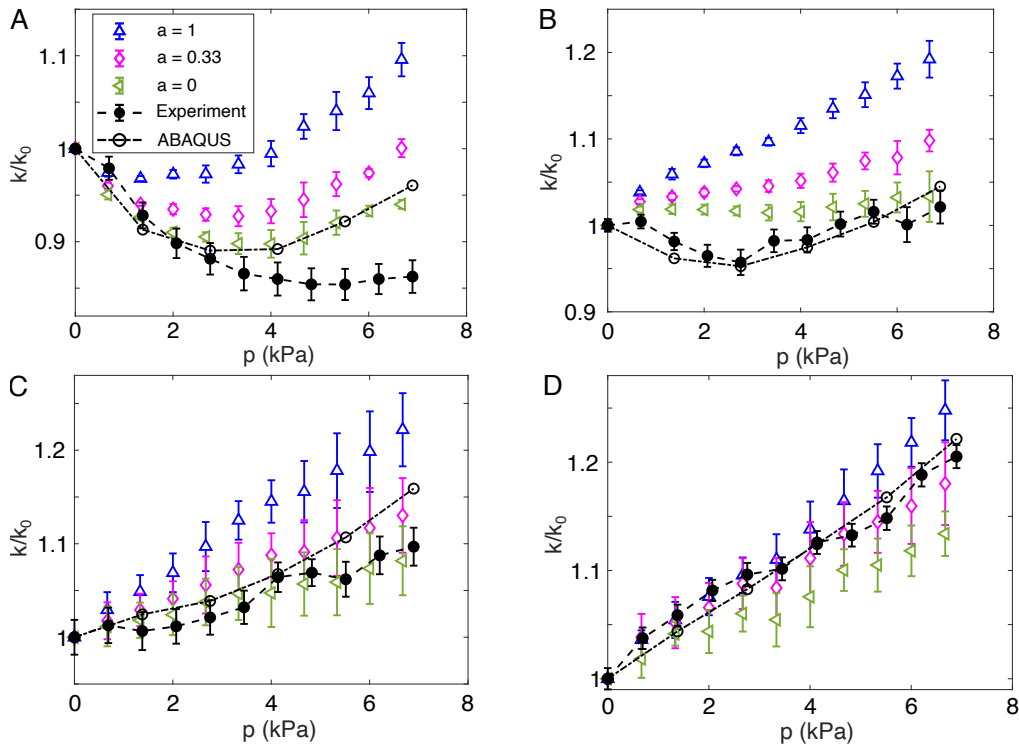 A
k/k0
1.1
1
0.9
0 2 4 6 8
p (kPa)
a = 1
a = 0.33
a = 0
Experiment
ABAQUS
B
k/k0
1.2
1.1
1
0.9
0 2 4 6 8
p (kPa)
C
k/k0
1.2
1.1
1
0 2 4 6 8
p (kPa)
D
k/k0
1.2
1.1
1
0 2 4 6 8
p (kPa)